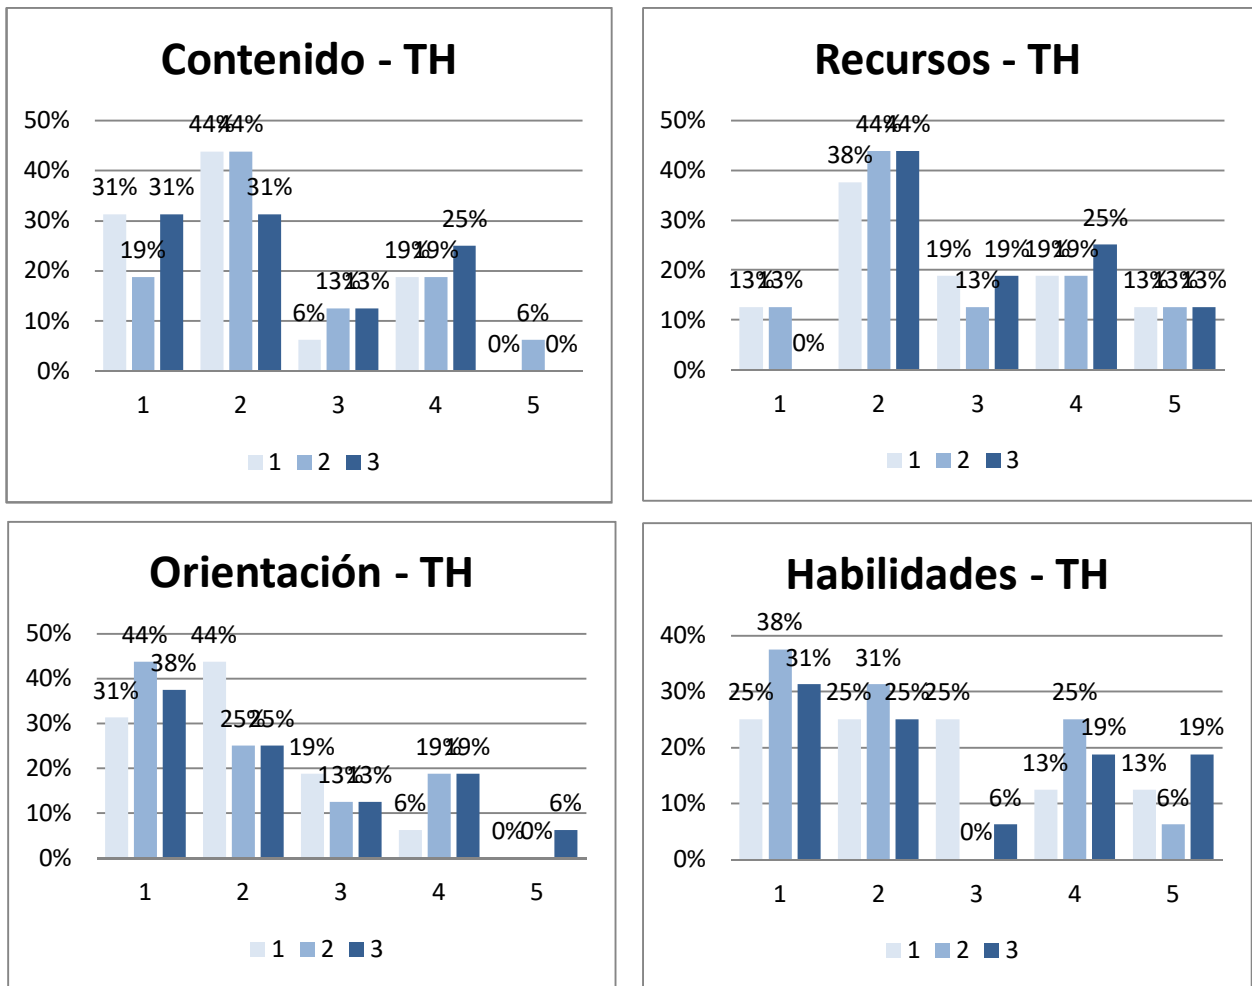 Contenido - TH
50%
40%
30%
20%
10%
0%
31% 19% 31% 44% 44% 31% 6% 13% 13% 19% 19% 25% 0% 6% 0%
1 2 3 4 5
1 2 3
Recursos - TH
50%
40%
30%
20%
10%
0%
13% 13% 0% 38% 44% 44% 19% 13% 19% 19% 19% 25% 13% 13% 13%
1 2 3 4 5
1 2 3
Orientación - TH
50%
40%
30%
20%
10%
0%
31% 44% 38% 44% 25% 25% 19% 13% 13% 6% 19% 19% 0% 0% 6%
1 2 3 4 5
1 2 3
Habilidades - TH
40%
30%
20%
10%
0%
25% 38% 31% 25% 31% 25% 25% 0% 6% 13% 25% 19% 13% 6% 19%
1 2 3 4 5
1 2 3